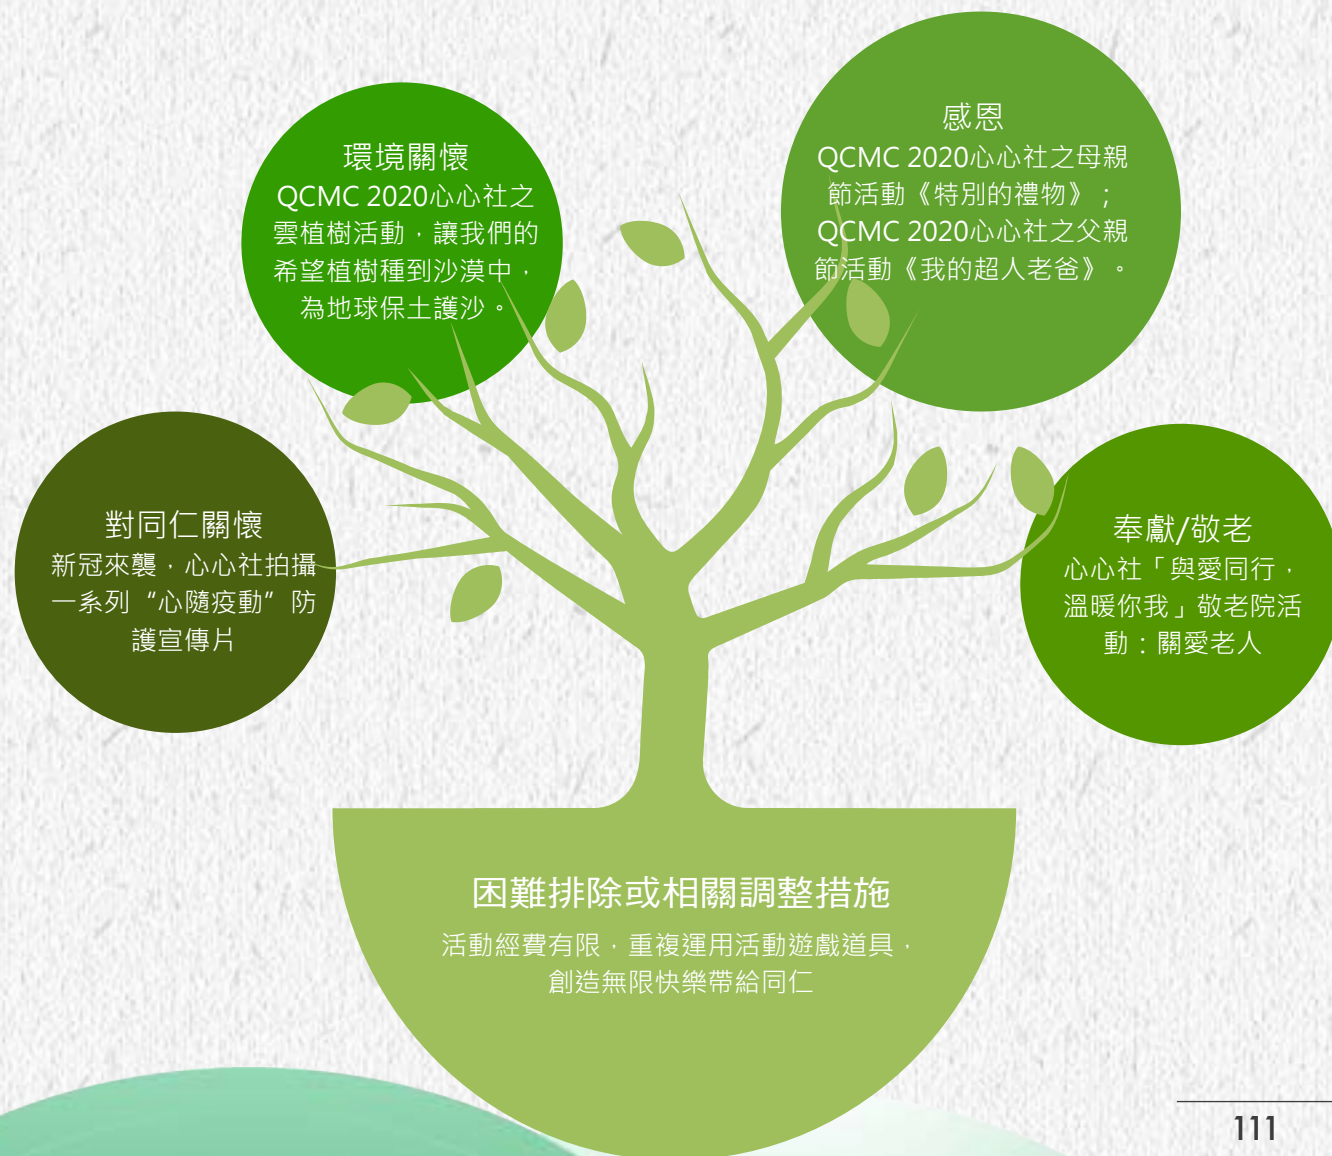 對同仁關懷
新冠來襲，心心社拍攝
一系列“心隨疫動”防
護宣傳片
環境關懷
QCMC 2020心心社之
雲植樹活動，讓我們的
希望植樹種到沙漠中，
為地球保土護沙。
感恩
QCMC 2020心心社之母親
節活動《特別的禮物》；
QCMC 2020心心社之父親
節活動《我的超人老爸》。
奉獻/敬老
心心社「與愛同行，
溫暖你我」敬老院活
動：關愛老人
困難排除或相關調整措施
活動經費有限，重複運用活動遊戲道具，
創造無限快樂帶給同仁
111